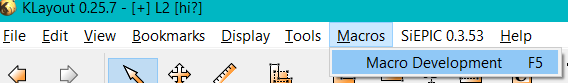 KLayout 0.25.7 - [+] L2 [hi?]
File Edit View Bookmarks Display Tools Macros SiEPIC 0.3.53 Help
Macro Development F5